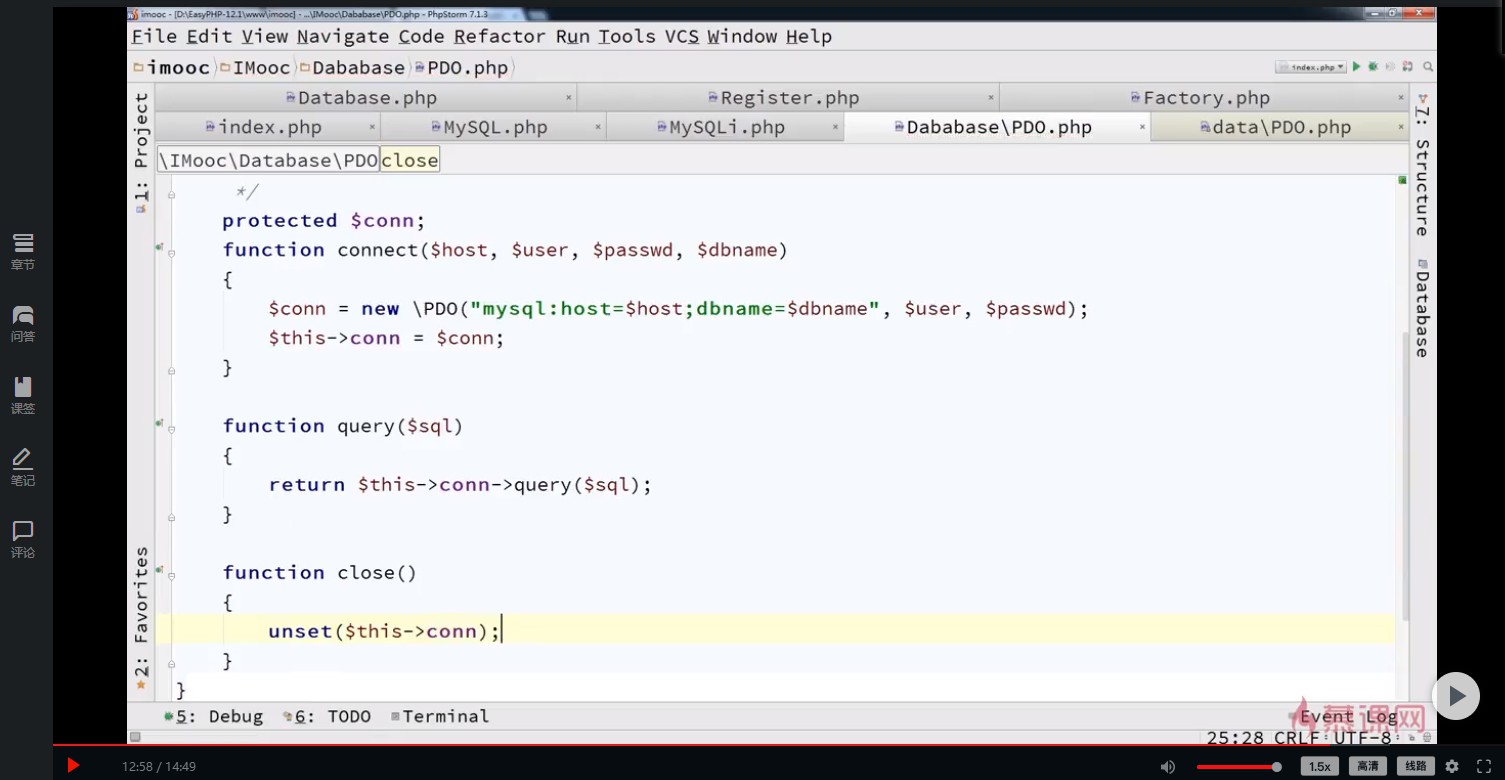 imooc - [D:\EasyPHP-12.1\www\imooc] - ...\IMooc\Dababase\PDO.php - PhpStorm 7.1.3
File Edit View Navigate Code Refactor Run Tools VCS Window Help
imooc IMooc Dababase PDO.php
index.php
Database.php Register.php Factory.php
index.php MySQL.php MySQLi.php Dababase\PDO.php data\PDO.php
\IMooc\Database\PDO close
1: Project
2: Favorites
7: Structure
Database
章节
问答
课签
笔记
评论
*/
protected $conn;
function connect($host, $user, $passwd, $dbname)
{
$conn = new \PDO("mysql:host=$host;dbname=$dbname", $user, $passwd);
$this->conn = $conn;
}
function query($sql)
{
return $this->conn->query($sql);
}
function close()
{
unset($this->conn);
}
}
5: Debug 6: TODO Terminal Event Log
慕课网
25:28 CRLF UTF-8
12:58 / 14:49 1.5x 高清 线路